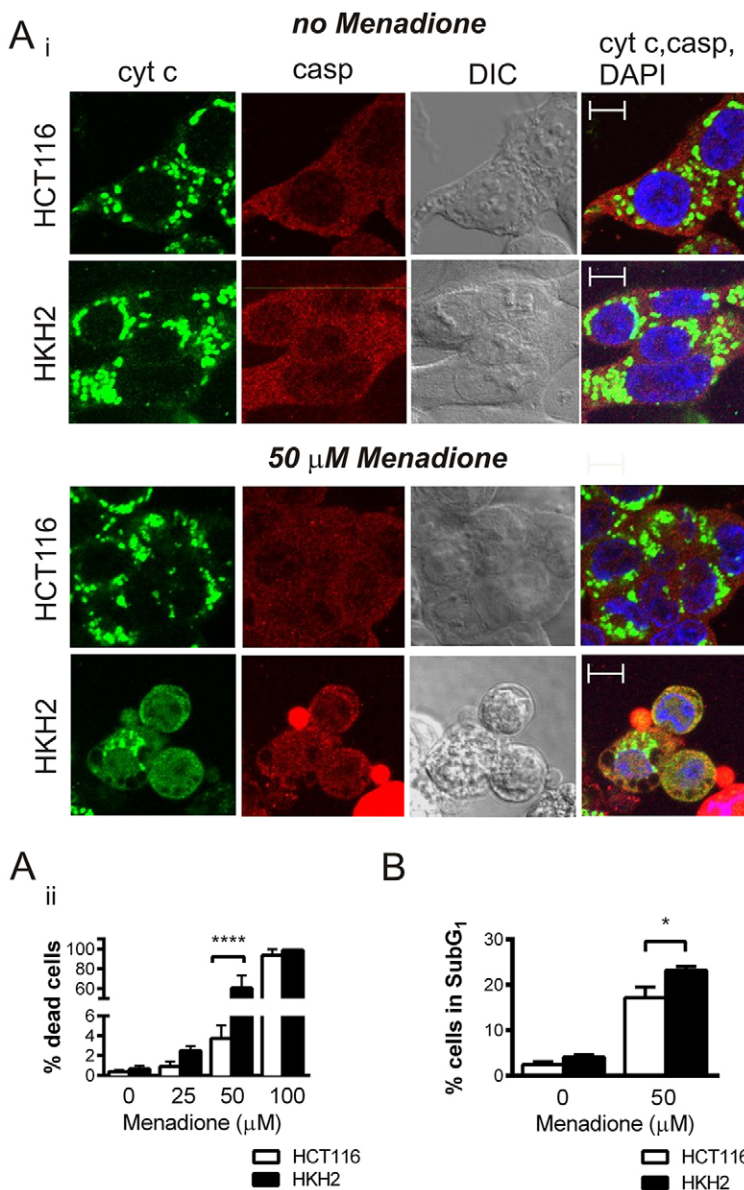 no Menadione
A i
cyt c casp DIC cyt c,casp,
DAPI
HCT116
HKH2
50 μM Menadione
HCT116
HKH2
A
ii
% dead cells
100
80
60
6
4
2
0
****
0 25 50 100
Menadione (μM)
HCT116
HKH2
B
% cells in SubG1
30
20
10
0
*
0 50
Menadione (μM)
HCT116
HKH2